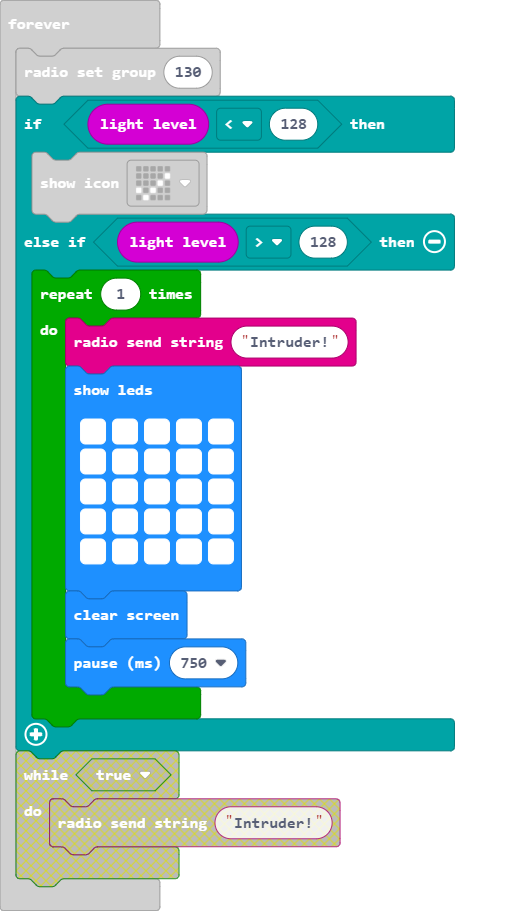 forever
radio set group 130
if light level < 128 then
show icon
else if light level > 128 then
repeat 1 times
do
radio send string "Intruder!"
show leds
clear screen
pause (ms) 750
while true
do
radio send string "Intruder!"